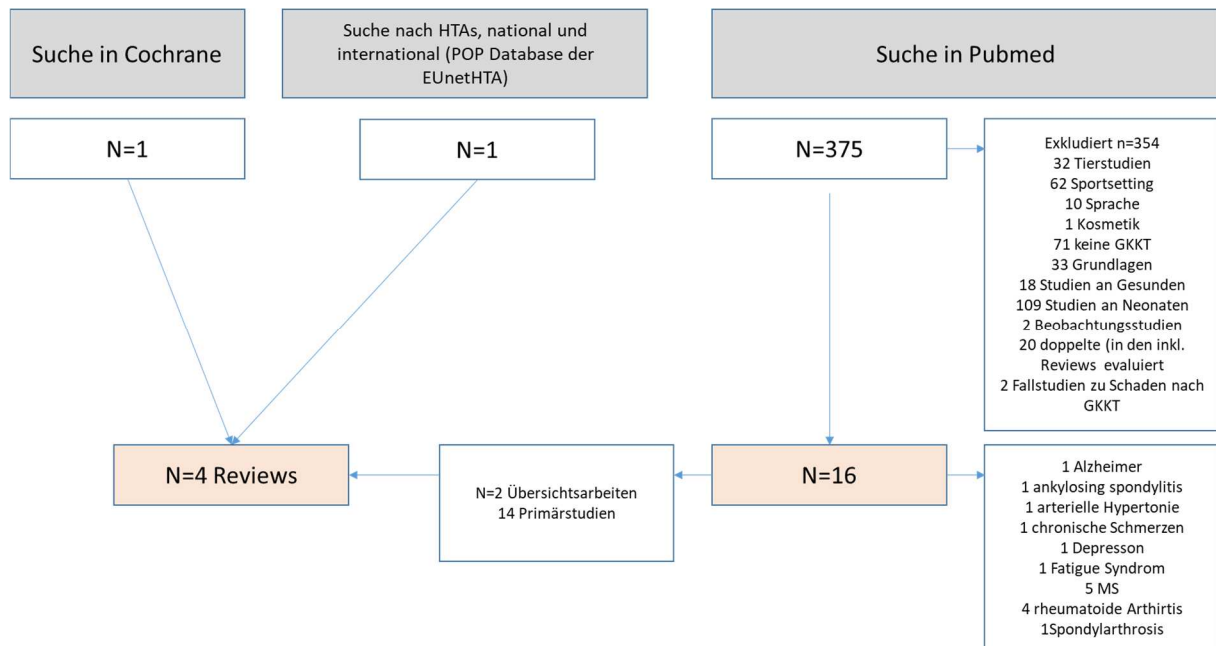 Suche in Cochrane
Suche nach HTAs, national und
international (POP Database der
EUnetHTA)
Suche in Pubmed
N=1
N=1
N=375
Exkludiert n=354
32 Tierstudien
62 Sportsetting
10 Sprache
1 Kosmetik
71 keine GKKT
33 Grundlagen
18 Studien an Gesunden
109 Studien an Neonaten
2 Beobachtungsstudien
20 doppelte (in den inkl.
Reviews evaluiert
2 Fallstudien zu Schaden nach
GKKT
N=4 Reviews
N=2 Übersichtsarbeiten
14 Primärstudien
N=16
1 Alzheimer
1 ankylosing spondylitis
1 arterielle Hypertonie
1 chronische Schmerzen
1 Depresson
1 Fatigue Syndrom
5 MS
4 rheumatoide Arthirtis
1Spondylarthrosis